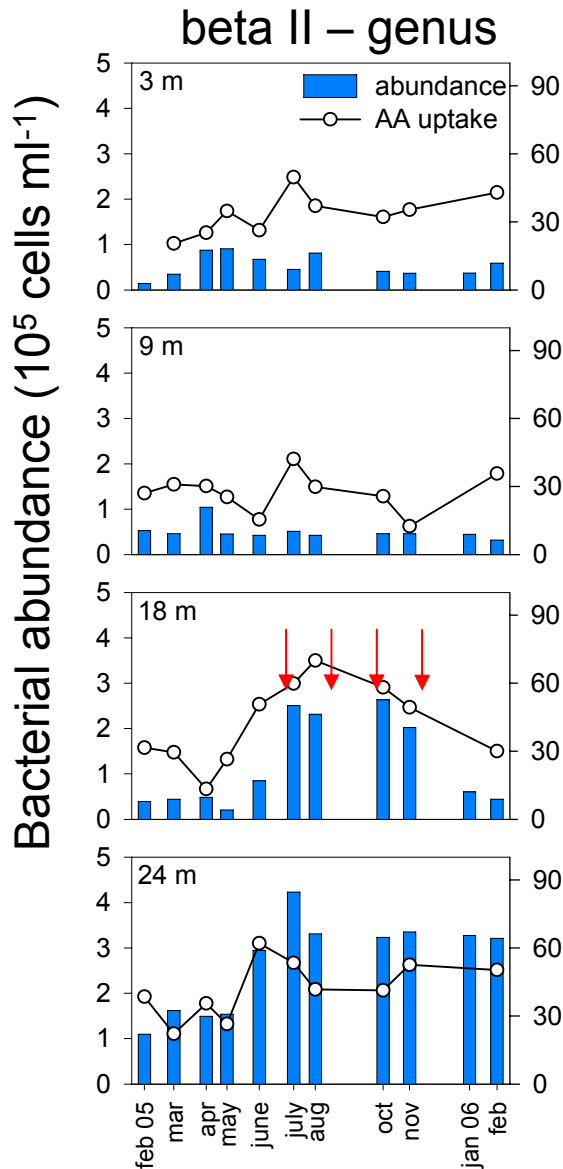 beta II – genus
Bacterial abundance (10⁵ cells ml⁻¹)
3 m
abundance
AA uptake
5
4
3
2
1
0
90
60
30
0
9 m
5
4
3
2
1
0
90
60
30
0
18 m
5
4
3
2
1
0
90
60
30
0
24 m
5
4
3
2
1
0
90
60
30
0
feb 05
mar
apr
may
june
july
aug
oct
nov
jan 06
feb